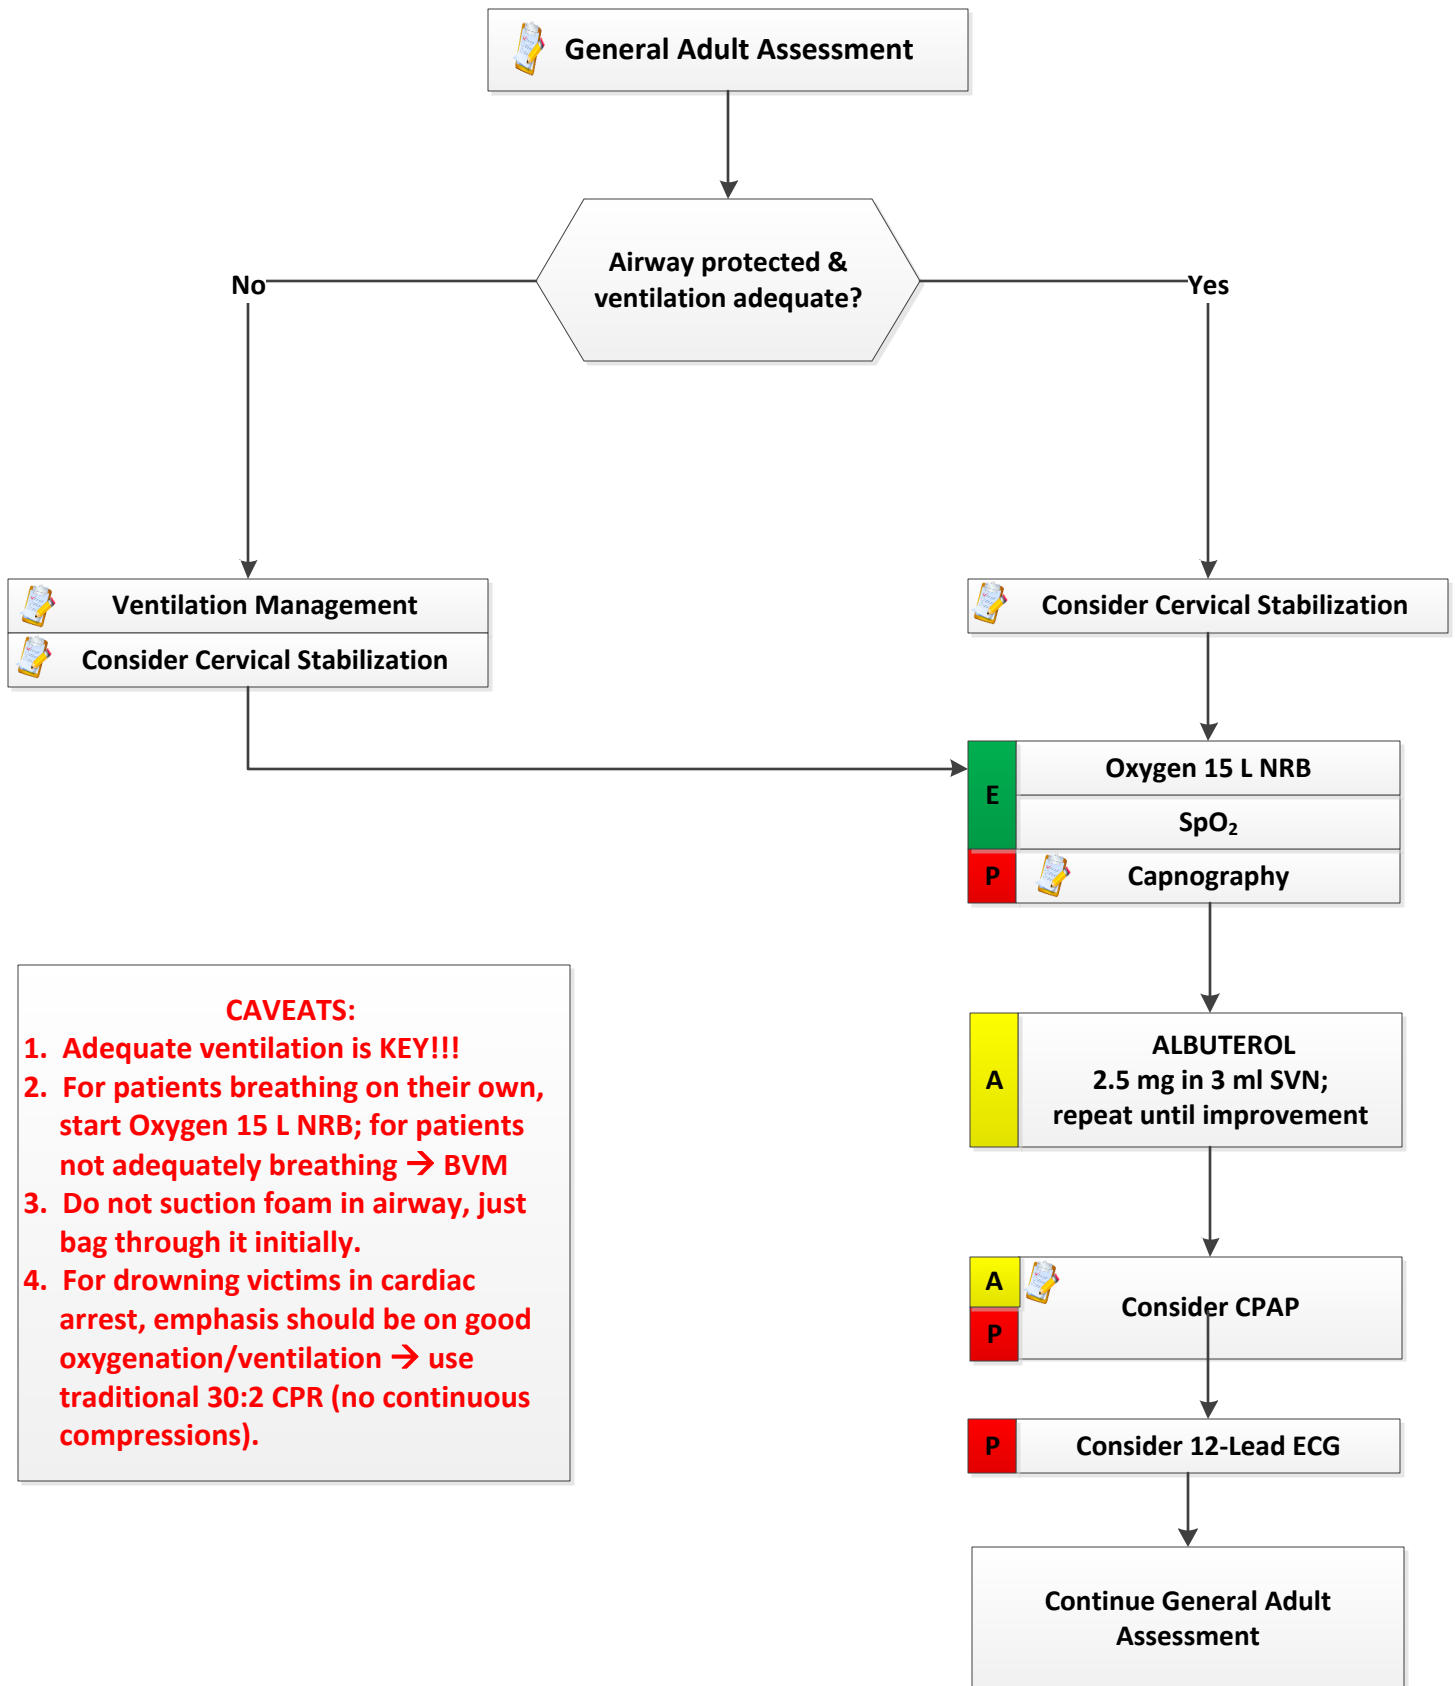 General Adult Assessment
Airway protected &
ventilation adequate?
No
Yes
Ventilation Management
Consider Cervical Stabilization
Consider Cervical Stabilization
E
Oxygen 15 L NRB
SpO₂
P
Capnography
A
ALBUTEROL
2.5 mg in 3 ml SVN;
repeat until improvement
A
P
Consider CPAP
P
Consider 12-Lead ECG
Continue General Adult
Assessment
CAVEATS:
1. Adequate ventilation is KEY!!!
2. For patients breathing on their own,
start Oxygen 15 L NRB; for patients
not adequately breathing → BVM
3. Do not suction foam in airway, just
bag through it initially.
4. For drowning victims in cardiac
arrest, emphasis should be on good
oxygenation/ventilation → use
traditional 30:2 CPR (no continuous
compressions).